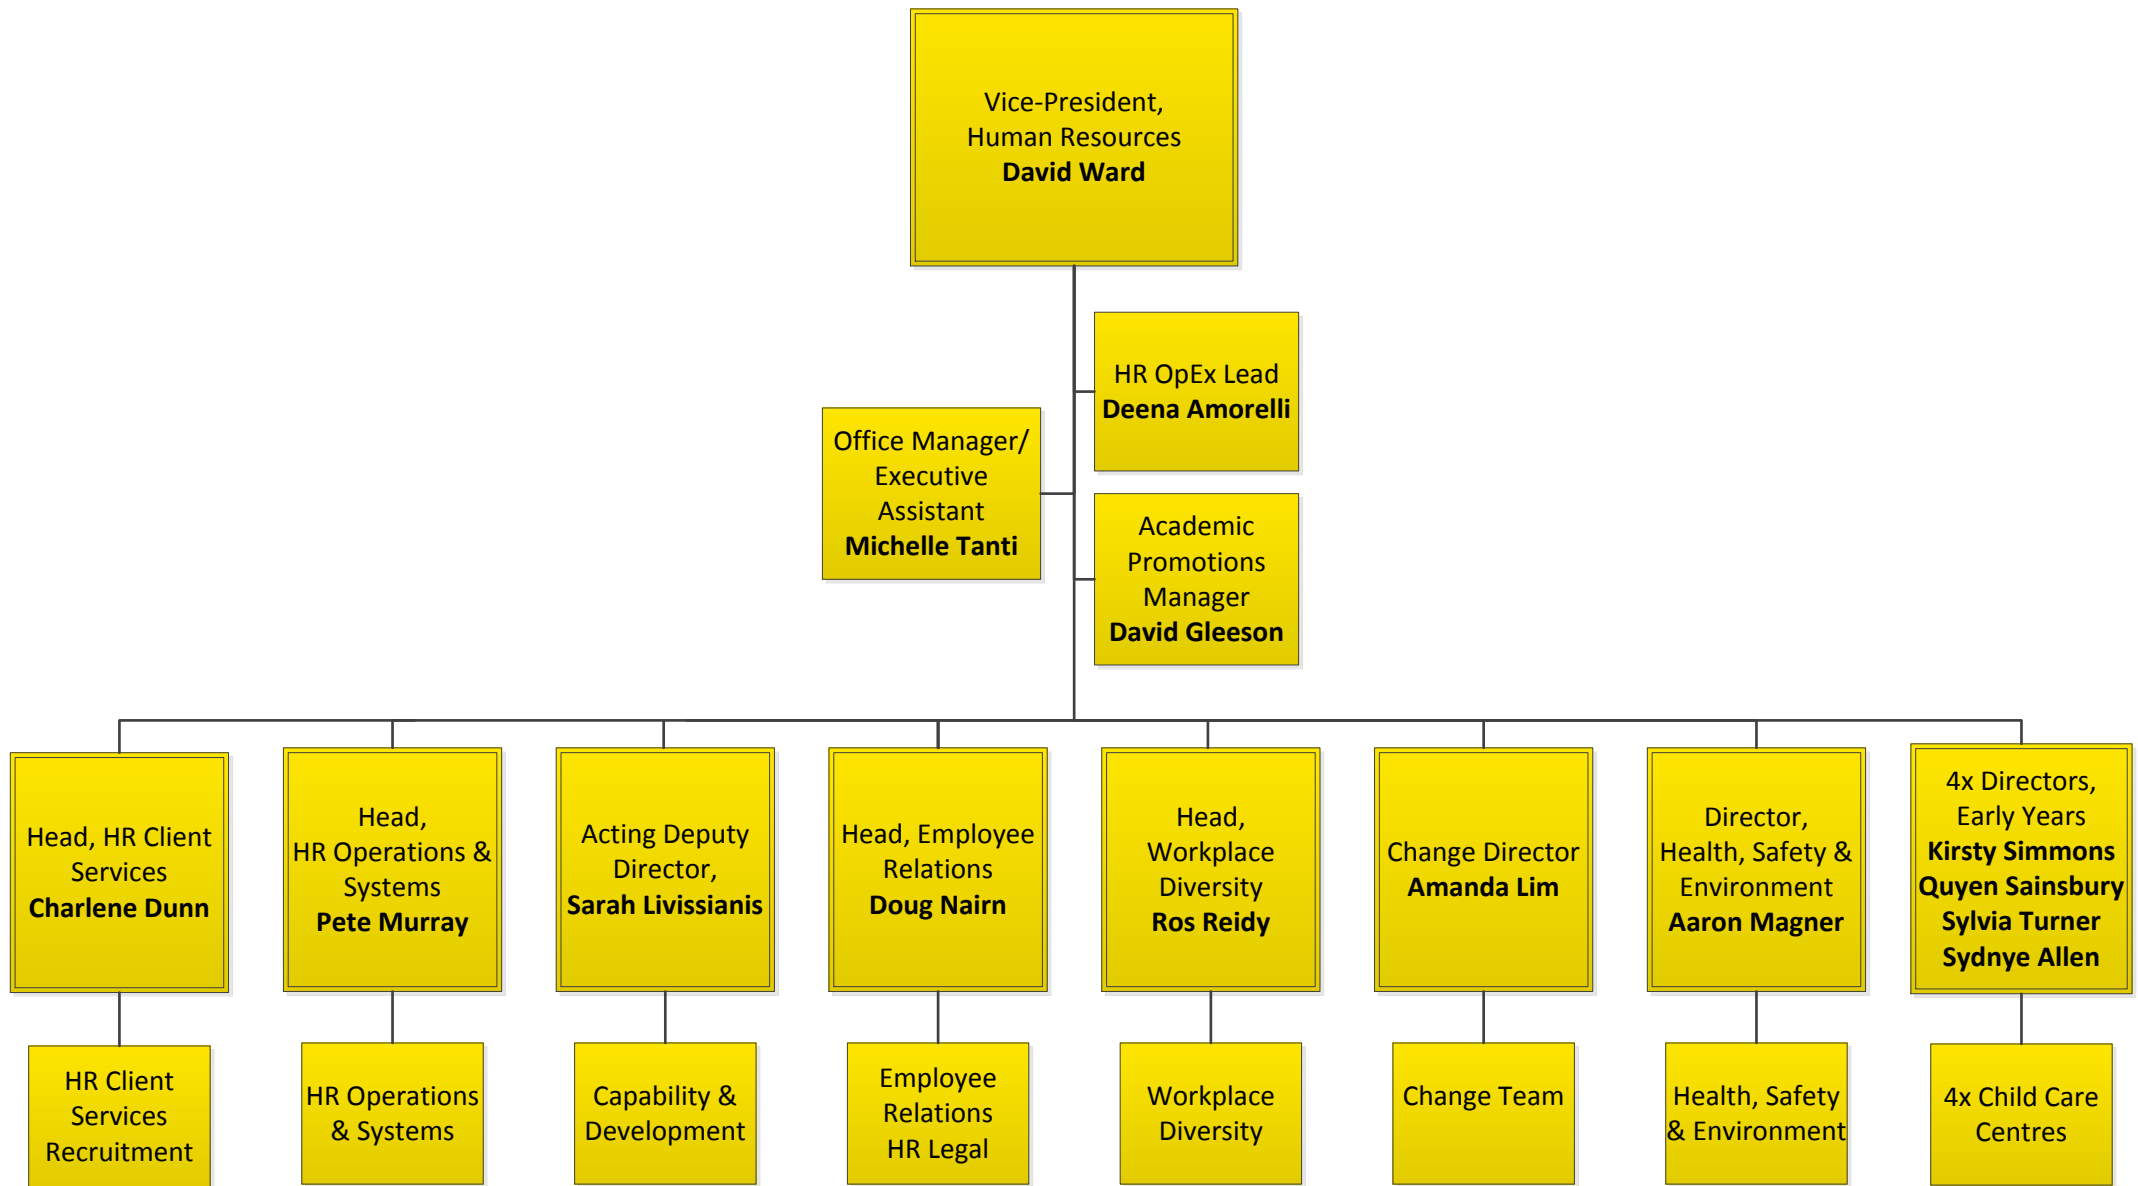 Vice-President,
Human Resources
David Ward
HR OpEx Lead
Deena Amorelli
Office Manager/
Executive
Assistant
Michelle Tanti
Academic
Promotions
Manager
David Gleeson
Head, HR Client
Services
Charlene Dunn
Head,
HR Operations &
Systems
Pete Murray
Acting Deputy
Director,
Sarah Livissianis
Head, Employee
Relations
Doug Nairn
Head,
Workplace
Diversity
Ros Reidy
Change Director
Amanda Lim
Director,
Health, Safety &
Environment
Aaron Magner
4x Directors,
Early Years
Kirsty Simmons
Quyen Sainsbury
Sylvia Turner
Sydnye Allen
HR Client
Services
Recruitment
HR Operations
& Systems
Capability &
Development
Employee
Relations
HR Legal
Workplace
Diversity
Change Team
Health, Safety
& Environment
4x Child Care
Centres